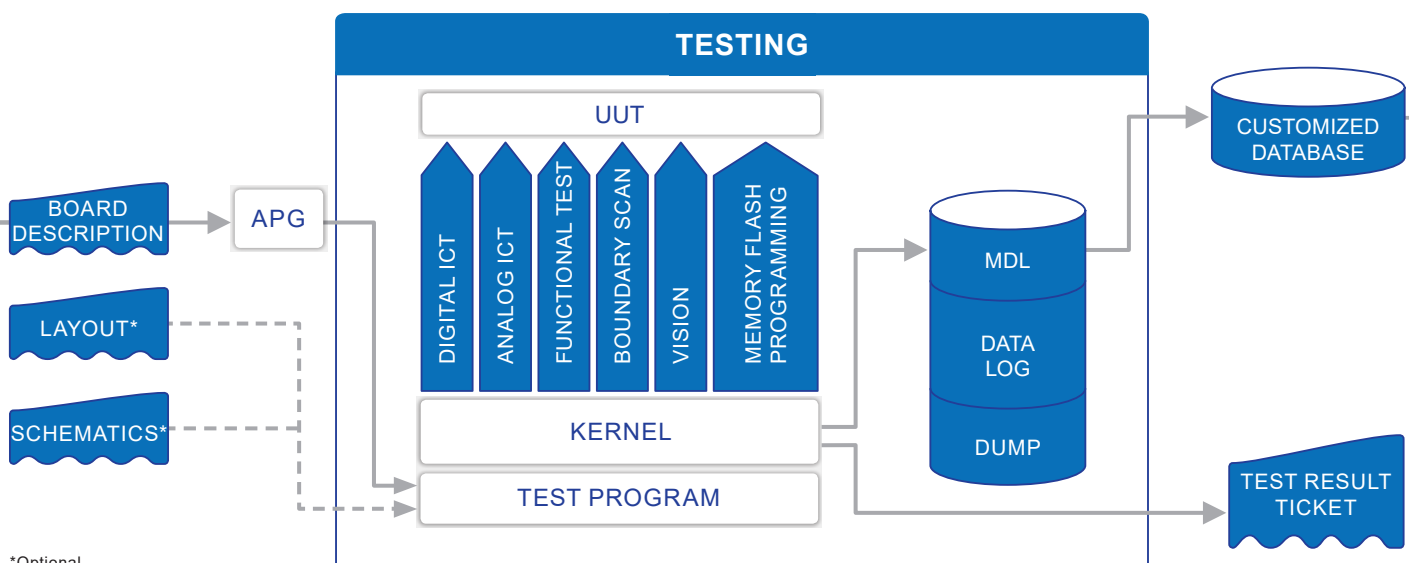 TESTING
UUT
CUSTOMIZED
DATABASE
BOARD
DESCRIPTION
APG
LAYOUT*
SCHEMATICS*
DIGITAL ICT
ANALOG ICT
FUNCTIONAL TEST
BOUNDARY SCAN
VISION
MEMORY FLASH
PROGRAMMING
MDL
DATA
LOG
DUMP
KERNEL
TEST PROGRAM
TEST RESULT
TICKET
*Optional